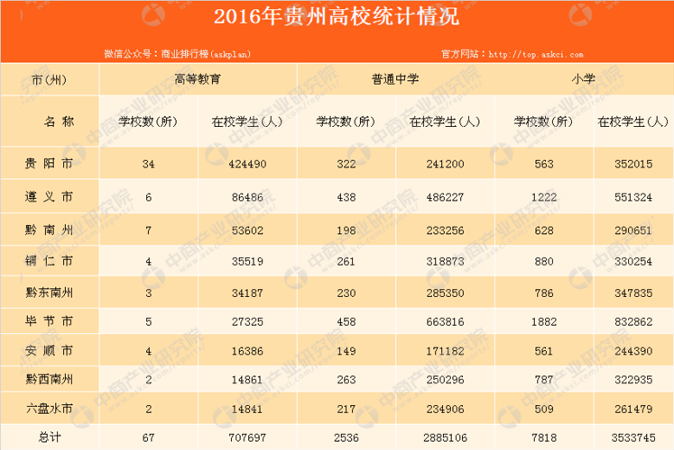 2016年贵州高校统计情况
微信公众号：商业排行榜(askplan) 官方网站：http://top.askci.com
市(州) 高等教育 普通中学 小学
名 称 学校数(所) 在校学生(人) 学校数(所) 在校学生(人) 学校数(所) 在校学生(人)
贵 阳 市 34 424490 322 241200 563 352015
遵 义 市 6 86486 438 486227 1222 551324
黔 南 州 7 53602 198 233256 628 290651
铜 仁 市 4 35519 261 318873 880 330254
黔东南州 3 34187 230 285350 786 347835
毕 节 市 5 27325 458 663816 1882 832862
安 顺 市 4 16386 149 171182 561 244390
黔西南州 2 14861 263 250296 787 322935
六盘水市 2 14841 217 234906 509 261479
总计 67 707697 2536 2885106 7818 3533745
中商产业研究院